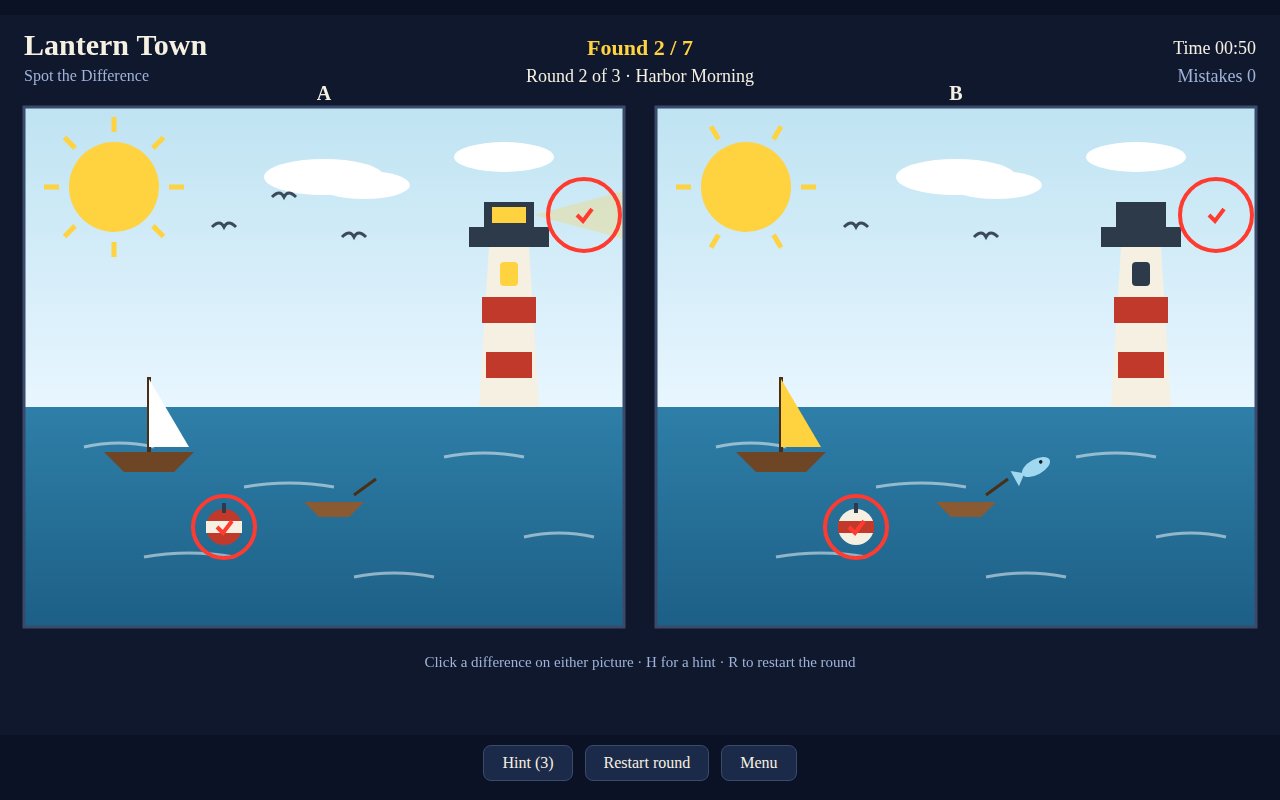 Lantern Town
Spot the Difference
Found 2 / 7
Round 2 of 3 · Harbor Morning
Time 00:50
Mistakes 0
A
B
Click a difference on either picture · H for a hint · R to restart the round
Hint (3)
Restart round
Menu